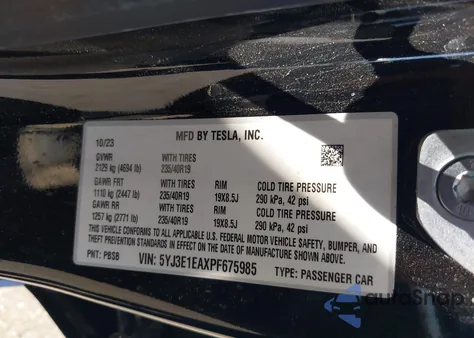 10/23 MFD BY TESLA, INC.
GVWR WITH TIRES
2129 kg (4694 lb) 235/40R19
GAWR FRT WITH TIRES RIM COLD TIRE PRESSURE
1110 kg (2447 lb) 235/40R19 19X8.5J 290 kPa, 42 psi
GAWR RR WITH TIRES RIM COLD TIRE PRESSURE
1257 kg (2771 lb) 235/40R19 19X8.5J 290 kPa, 42 psi
THIS VEHICLE CONFORMS TO ALL APPLICABLE U.S. FEDERAL MOTOR VEHICLE SAFETY, BUMPER, AND
THEFT PREVENTION STANDARDS IN EFFECT ON THE DATE OF MANUFACTURE SHOWN ABOVE.
PNT: PBSB VIN: 5YJ3E1EAXPF675985 TYPE: PASSENGER CAR
autoSnap